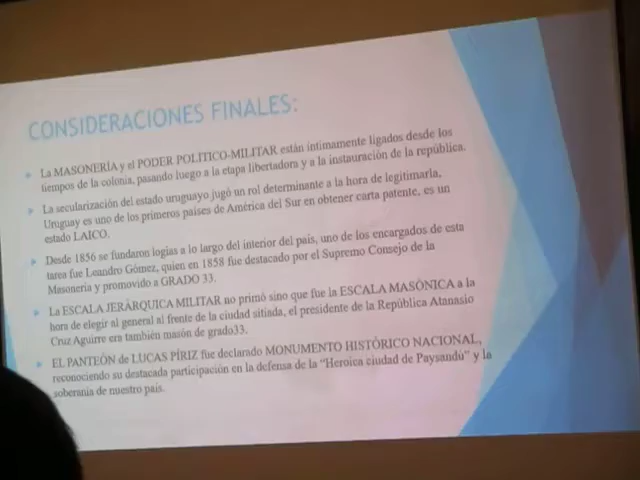 CONSIDERACIONES FINALES:
La MASONERÍA y el PODER POLÍTICO-MILITAR están íntimamente ligados desde los
tiempos de la colonia, pasando luego a la etapa libertadora y a la instauración de la república.
La secularización del estado uruguayo jugó un rol determinante a la hora de legitimarla,
Uruguay es uno de los primeros países de América del Sur en obtener carta patente, es un
estado LAICO.
Desde 1856 se fundaron logias a lo largo del interior del país, uno de los encargados de esta
tarea fue Leandro Gómez, quien en 1858 fue destacado por el Supremo Consejo de la
Masonería y promovido a GRADO 33.
La ESCALA JERÁRQUICA MILITAR no primó sino que fue la ESCALA MASÓNICA a la
hora de elegir al general al frente de la ciudad sitiada, el presidente de la República Atanasio
Cruz Aguirre era también masón de grado33.
EL PANTEÓN de LUCAS PÍRIZ fue declarado MONUMENTO HISTÓRICO NACIONAL,
reconociendo su destacada participación en la defensa de la "Heroica ciudad de Paysandú" y la
soberanía de nuestro país.